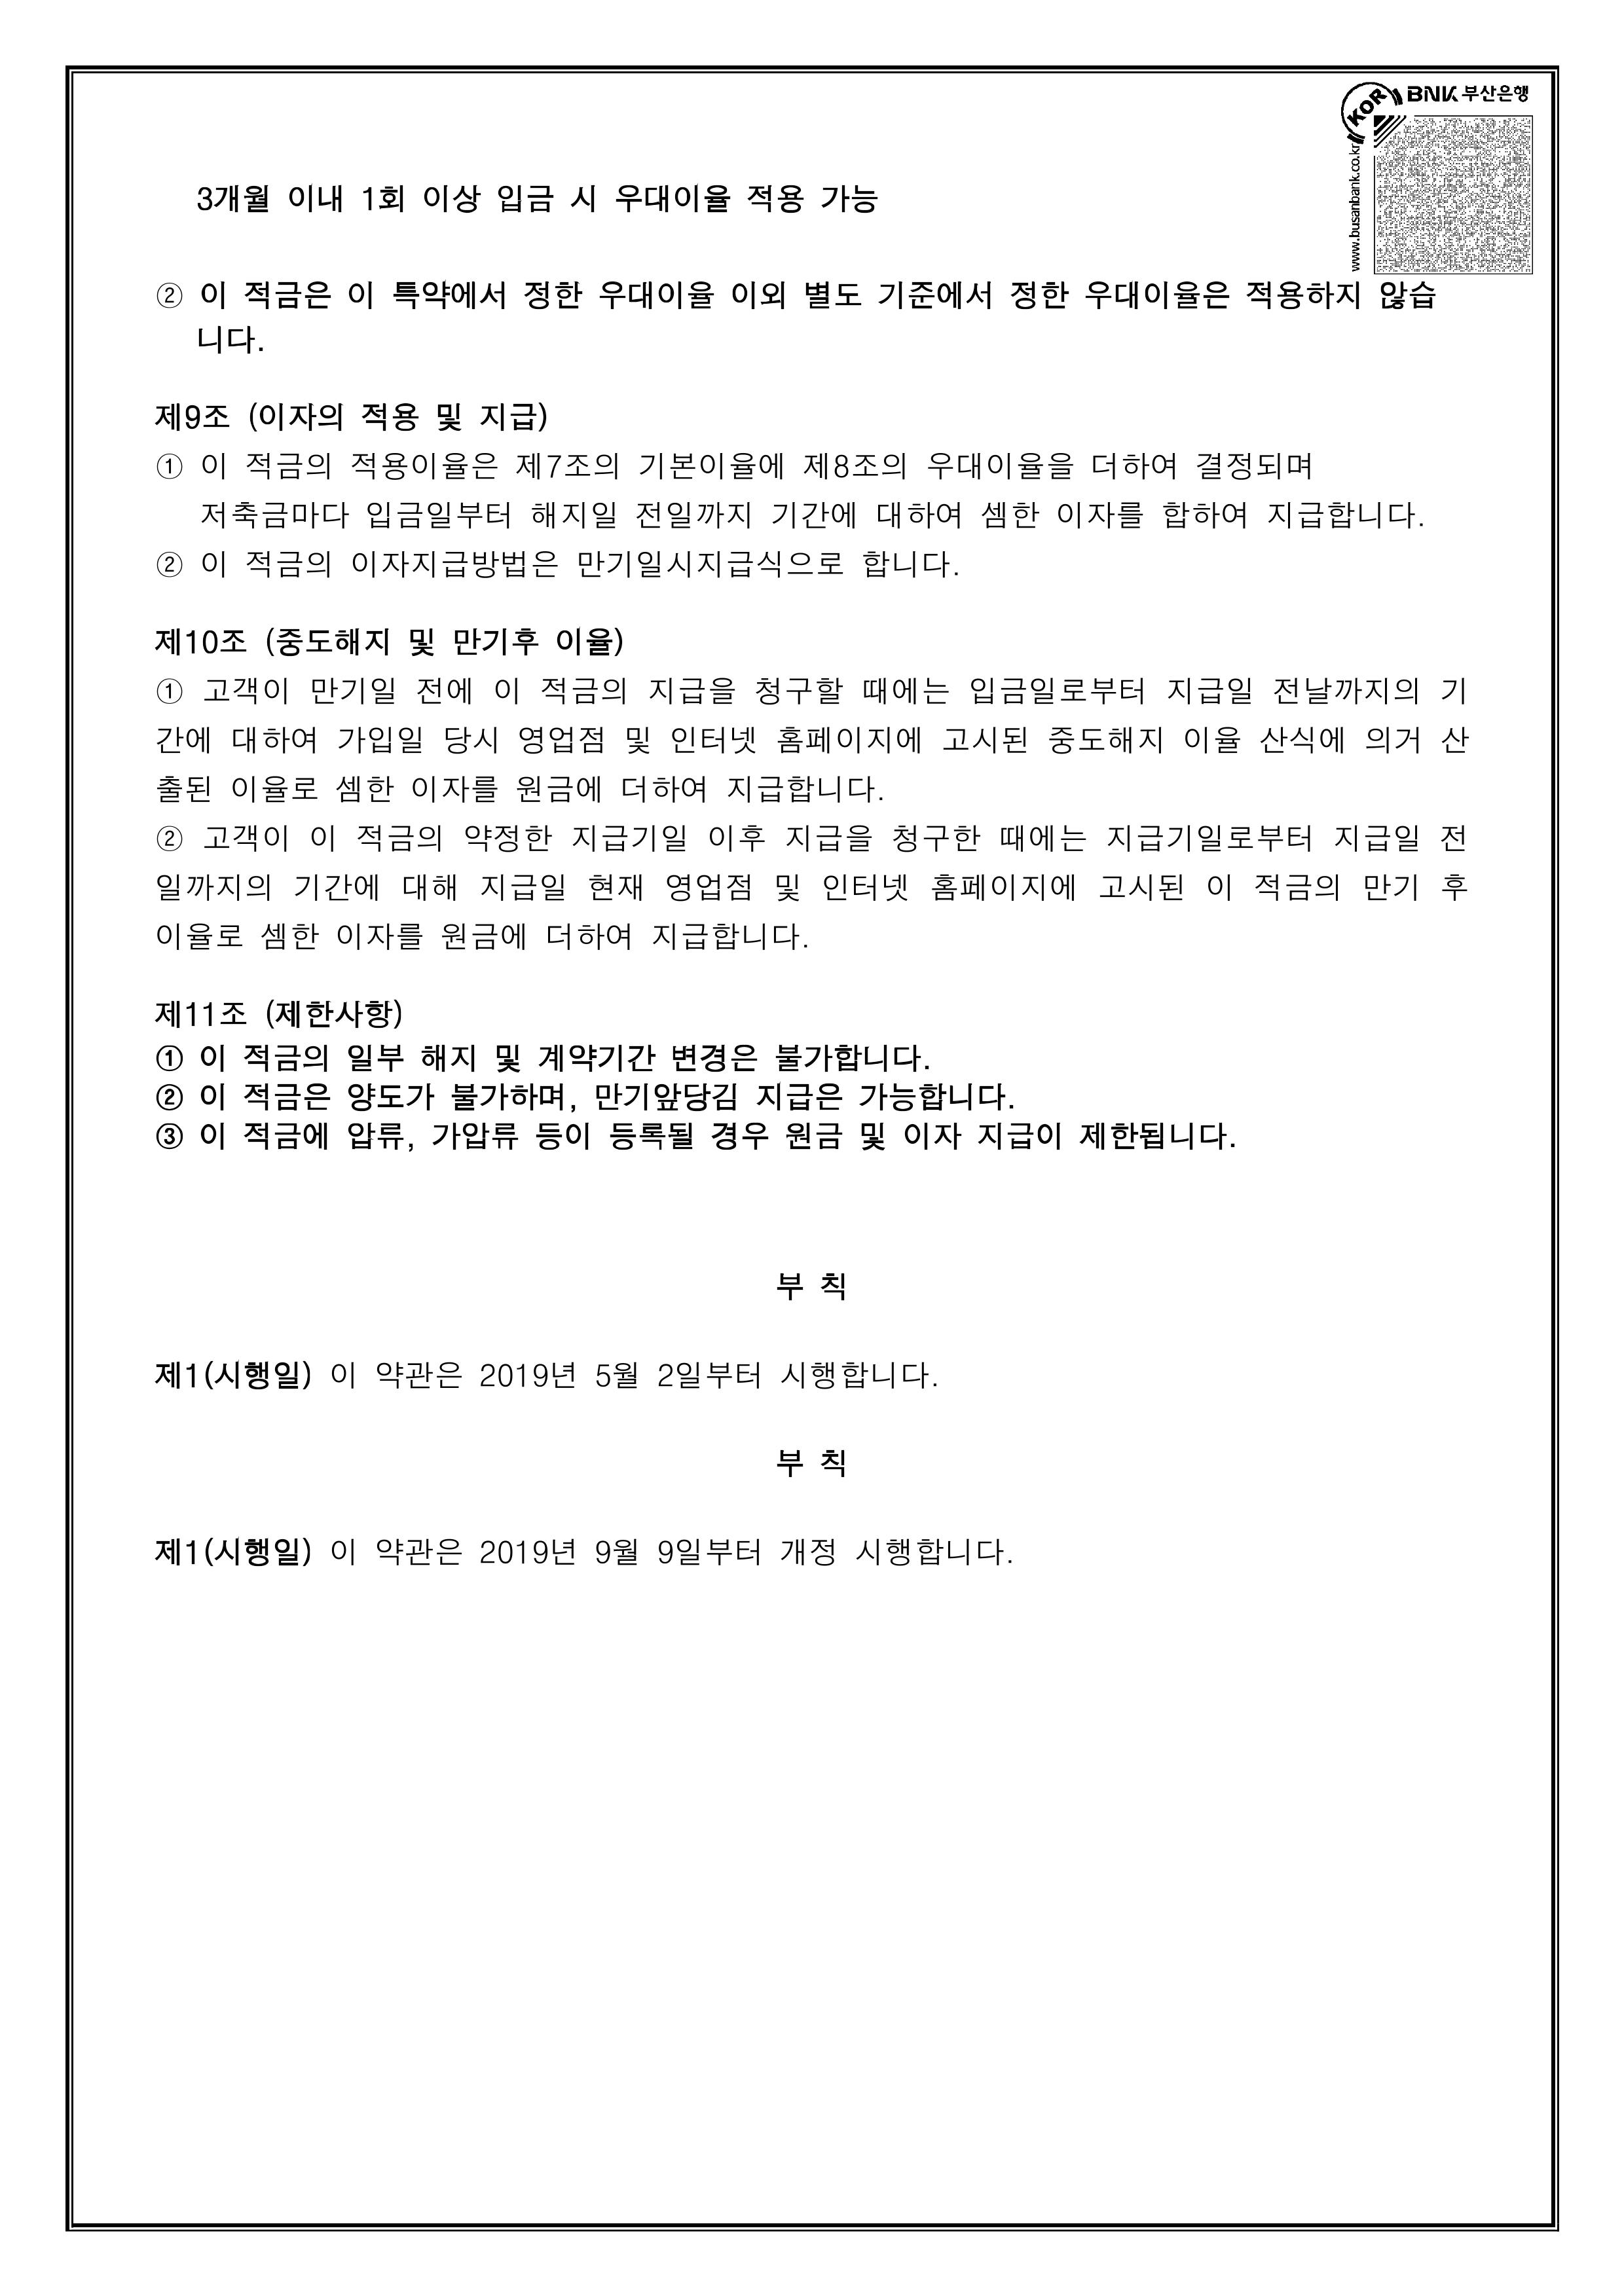 KOR
BNK 부산은행
www.busanbank.co.kr
3개월 이내 1회 이상 입금 시 우대이율 적용 가능
② 이 적금은 이 특약에서 정한 우대이율 이외 별도 기준에서 정한 우대이율은 적용하지 않습
니다.
제9조 (이자의 적용 및 지급)
① 이 적금의 적용이율은 제7조의 기본이율에 제8조의 우대이율을 더하여 결정되며
저축금마다 입금일부터 해지일 전일까지 기간에 대하여 셈한 이자를 합하여 지급합니다.
② 이 적금의 이자지급방법은 만기일시지급식으로 합니다.
제10조 (중도해지 및 만기후 이율)
① 고객이 만기일 전에 이 적금의 지급을 청구할 때에는 입금일로부터 지급일 전날까지의 기
간에 대하여 가입일 당시 영업점 및 인터넷 홈페이지에 고시된 중도해지 이율 산식에 의거 산
출된 이율로 셈한 이자를 원금에 더하여 지급합니다.
② 고객이 이 적금의 약정한 지급기일 이후 지급을 청구한 때에는 지급기일로부터 지급일 전
일까지의 기간에 대해 지급일 현재 영업점 및 인터넷 홈페이지에 고시된 이 적금의 만기 후
이율로 셈한 이자를 원금에 더하여 지급합니다.
제11조 (제한사항)
① 이 적금의 일부 해지 및 계약기간 변경은 불가합니다.
② 이 적금은 양도가 불가하며, 만기앞당김 지급은 가능합니다.
③ 이 적금에 압류, 가압류 등이 등록될 경우 원금 및 이자 지급이 제한됩니다.
부 칙
제1(시행일) 이 약관은 2019년 5월 2일부터 시행합니다.
부 칙
제1(시행일) 이 약관은 2019년 9월 9일부터 개정 시행합니다.